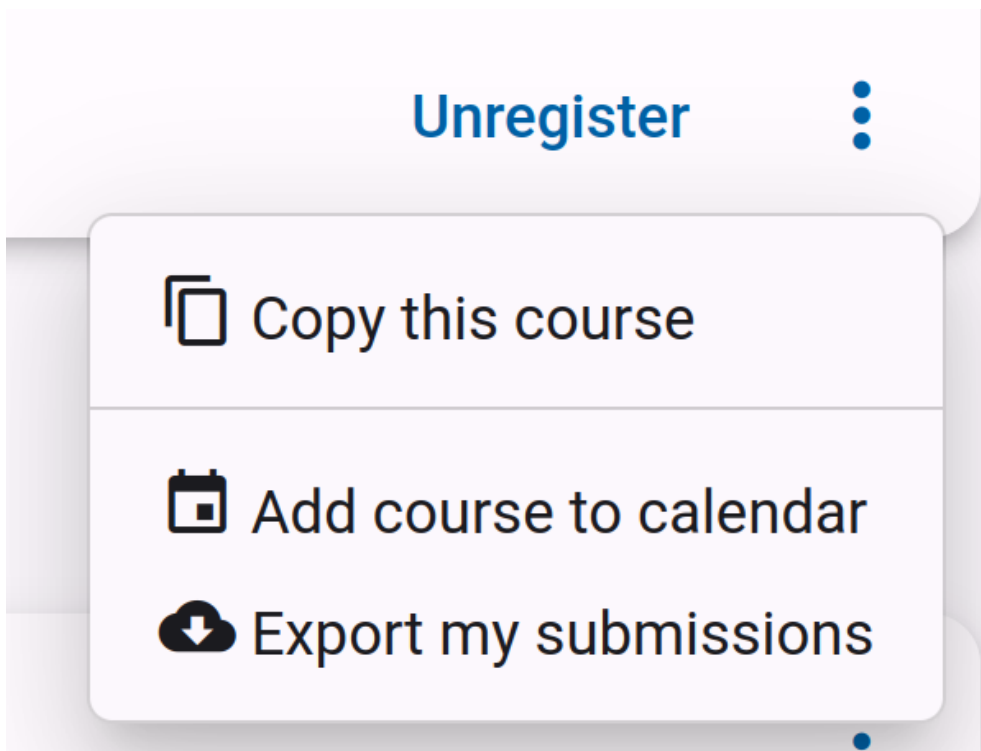 Unregister
Copy this course
Add course to calendar
Export my submissions